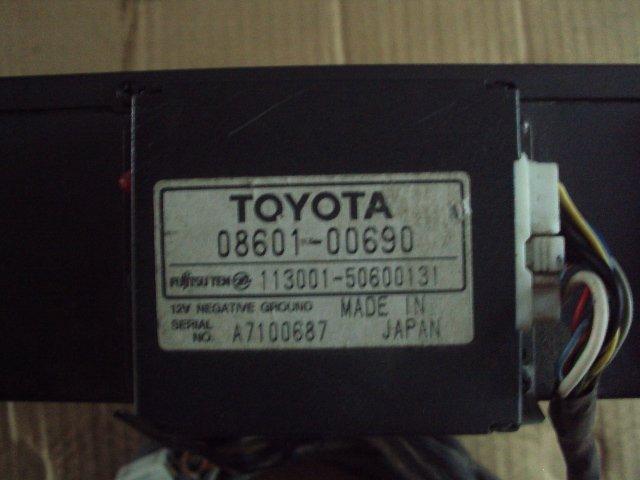 TOYOTA
08601-00690
FUJITSU TEN 113001-50600131
12V NEGATIVE GROUND MADE IN
SERIAL NO. A7100687 JAPAN